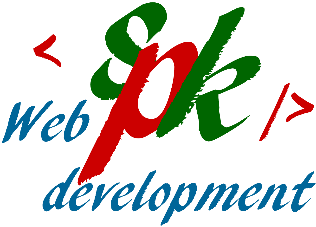 < spk />
Web
development